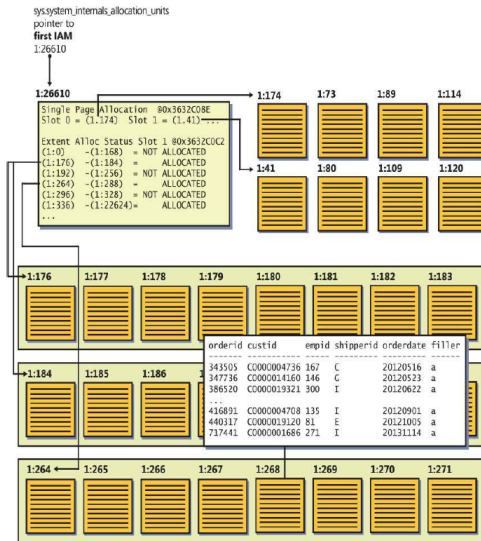 sys.system_internals_allocation_units
pointer to
first IAM
1:26610
1:26610
Single Page Allocation @0x3632C08E
Slot 0 = (1.174) Slot 1 = (1.41) ...
Extent Alloc Status Slot 1 @0x3632C0C2
(1:0) -(1:168) = NOT ALLOCATED
(1:176) -(1:184) = ALLOCATED
(1:192) -(1:256) = NOT ALLOCATED
(1:264) -(1:288) = ALLOCATED
(1:296) -(1:328) = NOT ALLOCATED
(1:336) -(1:22624)= ALLOCATED
...
1:174 1:73 1:89 1:114
1:41 1:80 1:109 1:120
1:176 1:177 1:178 1:179 1:180 1:181 1:182 1:183
orderid custid empid shipperid orderdate filler
------- ----------- ----- --------- --------- ------
343505 C0000004736 167 C 20120516 a
347736 C0000014160 146 G 20120523 a
386520 C0000019321 300 I 20120622 a
...
416891 C0000004708 135 I 20120901 a
440317 C0000019120 81 E 20121005 a
717441 C0000001686 271 I 20131114 a
1:184 1:185 1:186
1:264 1:265 1:266 1:267 1:268 1:269 1:270 1:271